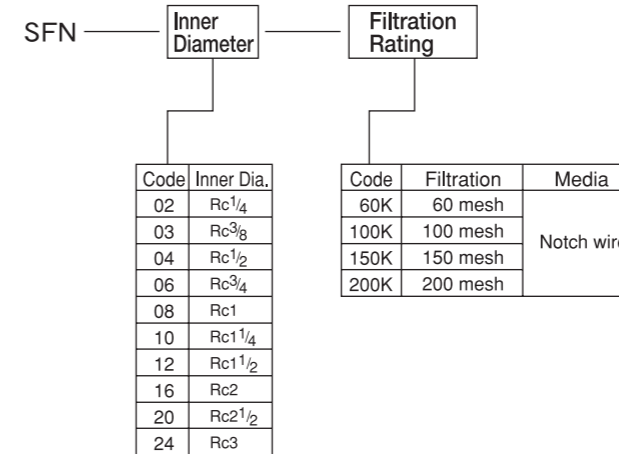 SFN
Inner Diameter
Filtration Rating
Code Inner Dia.
02 Rc1/4
03 Rc3/8
04 Rc1/2
06 Rc3/4
08 Rc1
10 Rc1 1/4
12 Rc1 1/2
16 Rc2
20 Rc2 1/2
24 Rc3
Code Filtration Media
60K 60 mesh
100K 100 mesh
150K 150 mesh
200K 200 mesh
Notch